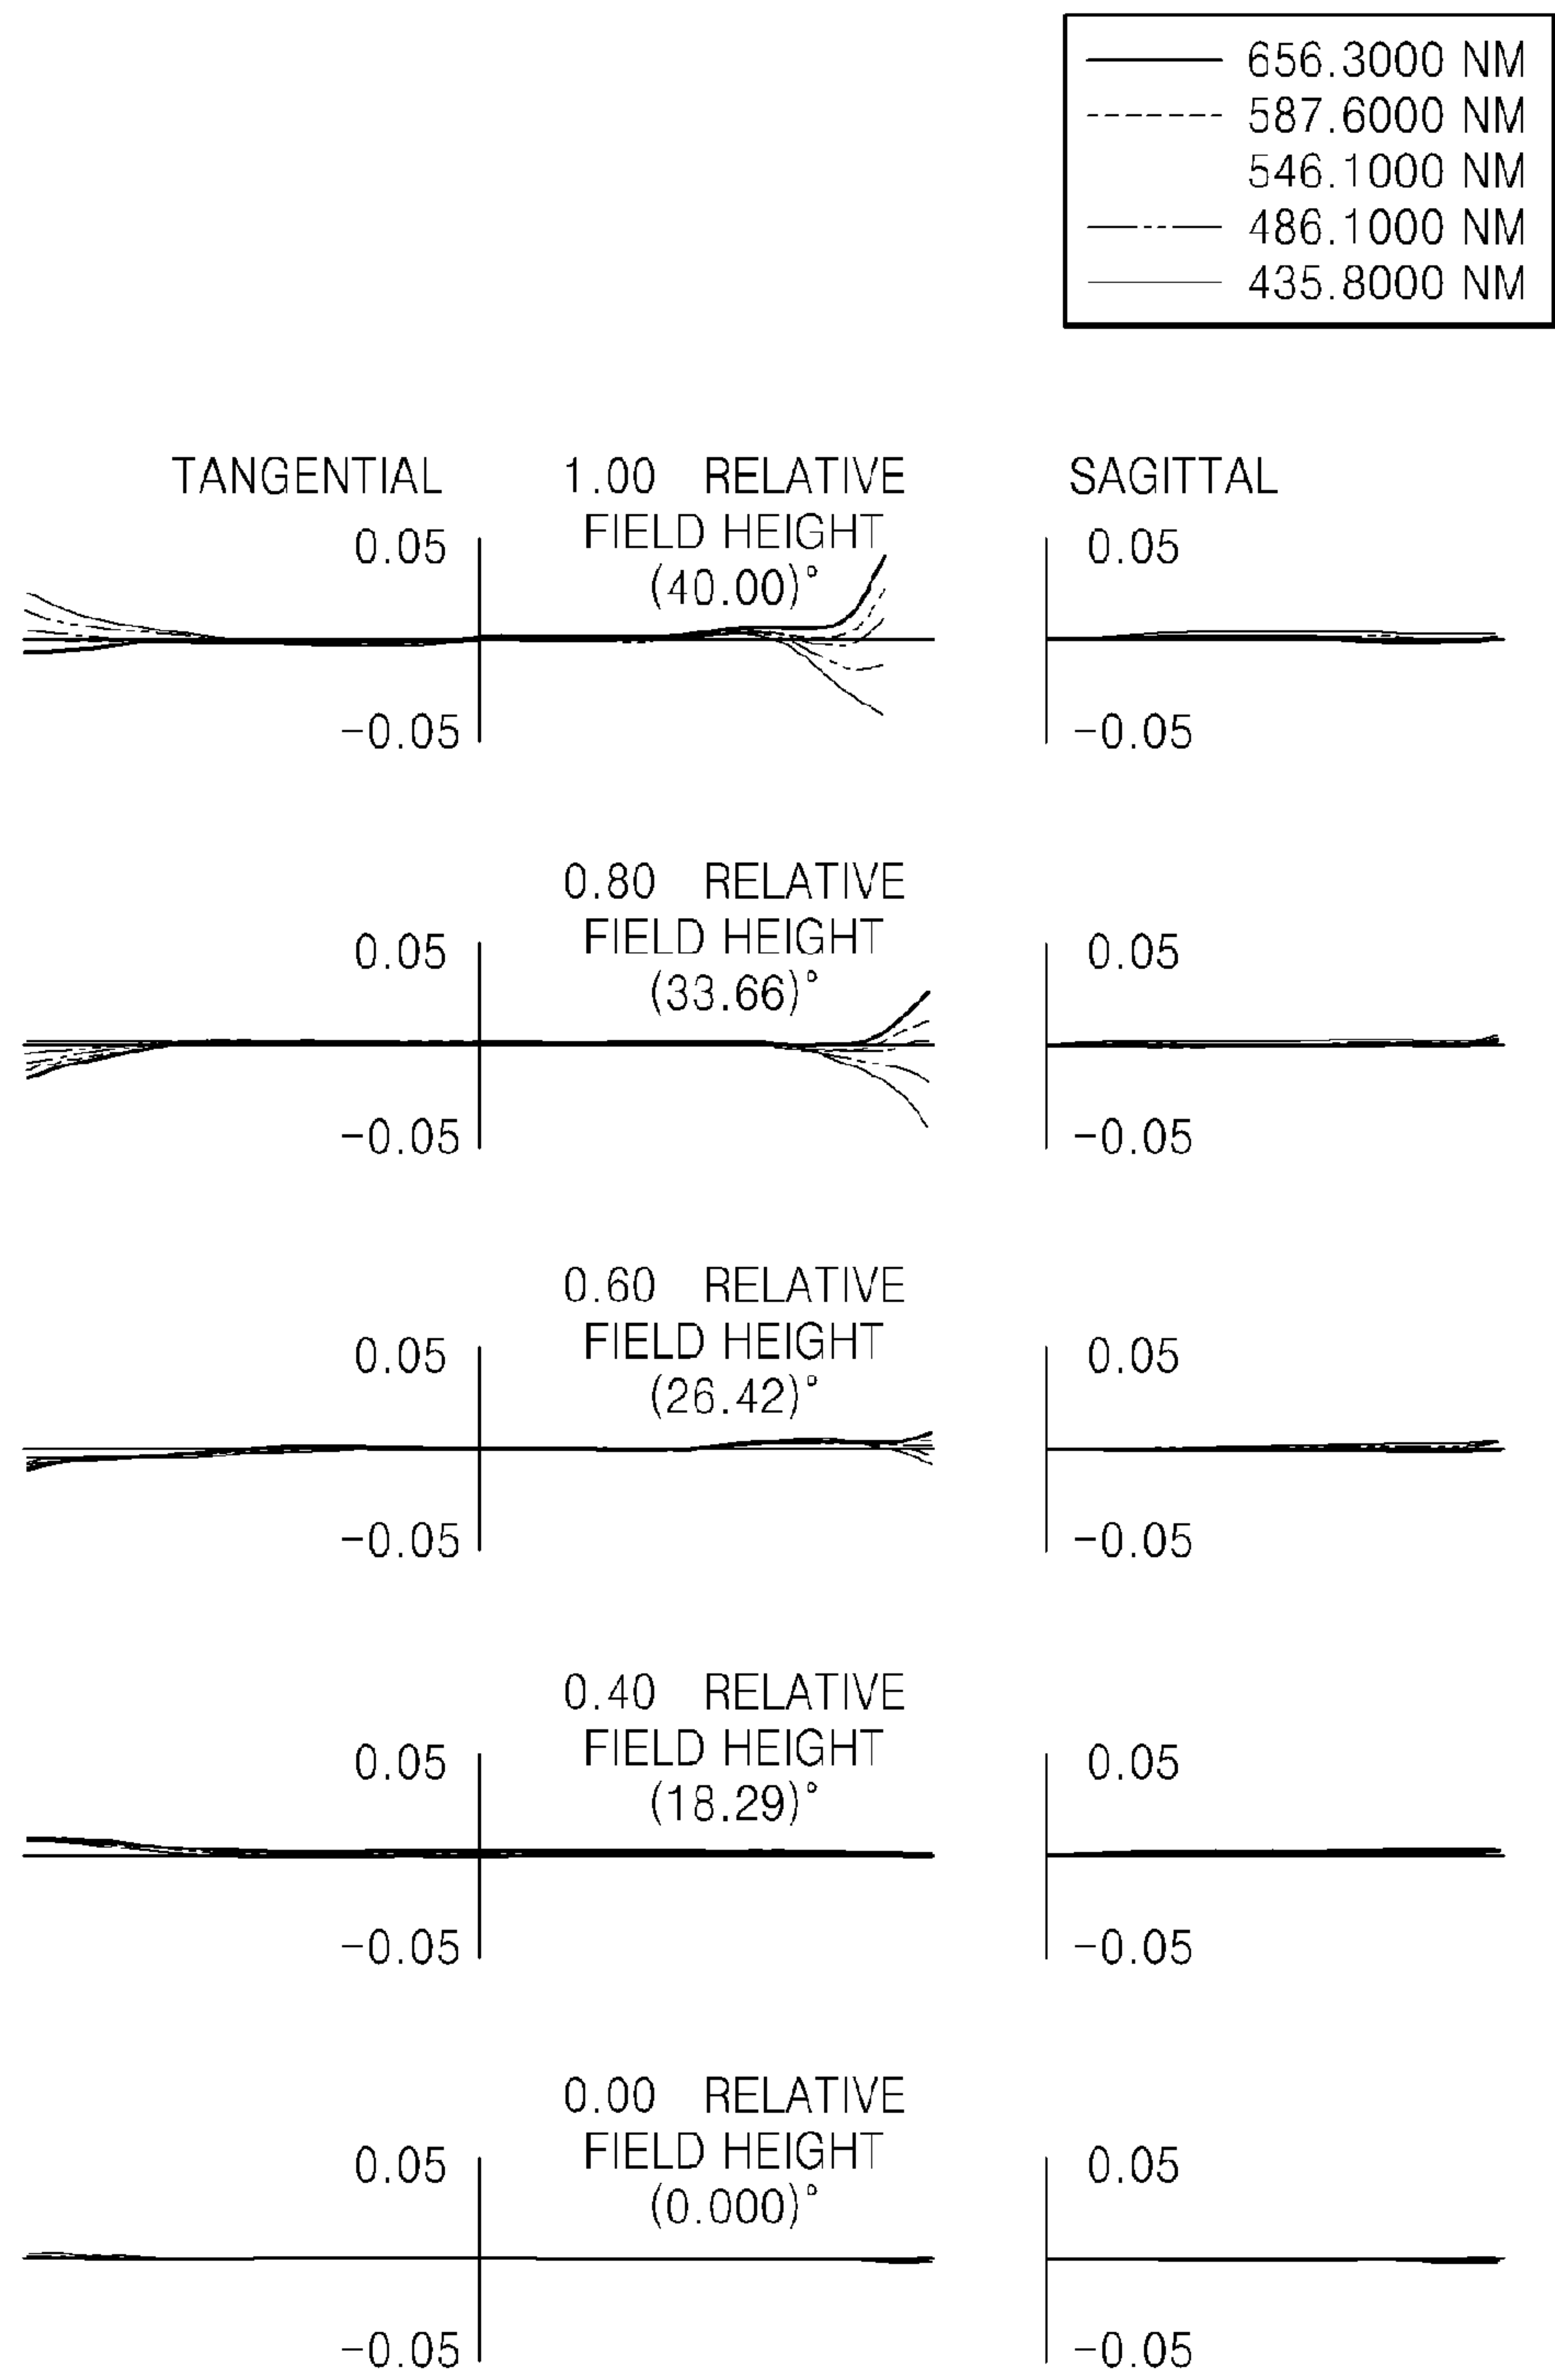 656.3000 NM
587.6000 NM
546.1000 NM
486.1000 NM
435.8000 NM
TANGENTIAL
1.00 RELATIVE
FIELD HEIGHT
(40.00)°
SAGITTAL
0.05
-0.05
0.05
-0.05
0.80 RELATIVE
FIELD HEIGHT
(33.66)°
0.05
-0.05
0.05
-0.05
0.60 RELATIVE
FIELD HEIGHT
(26.42)°
0.05
-0.05
0.05
-0.05
0.40 RELATIVE
FIELD HEIGHT
(18.29)°
0.05
-0.05
0.05
-0.05
0.00 RELATIVE
FIELD HEIGHT
(0.000)°
0.05
-0.05
0.05
-0.05